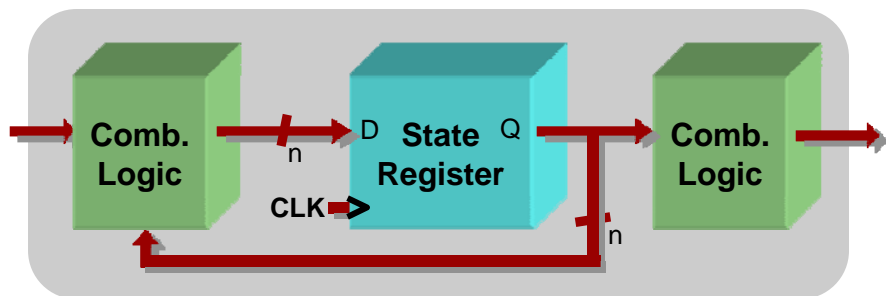 Comb.
Logic
n
D
State
Register
Q
CLK
Comb.
Logic
n